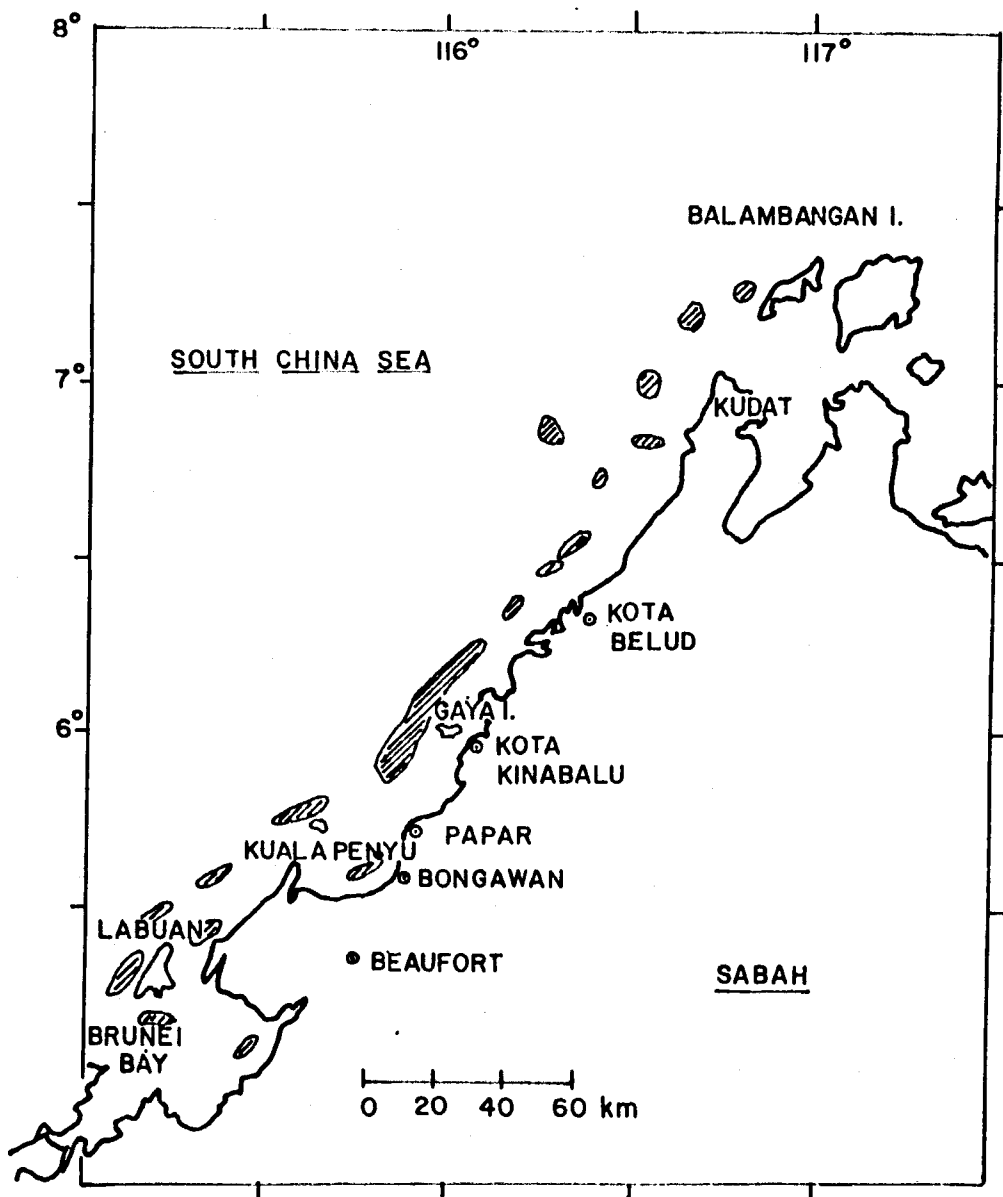 8°
116°
117°
BALAMBANGAN I.
SOUTH CHINA SEA
7°
KUDAT
KOTA
BELUD
GAYA I.
6°
KOTA
KINABALU
PAPAR
KUALA PENYU
BONGAWAN
LABUAN
BEAUFORT
SABAH
BRUNEI
BAY
0 20 40 60 km